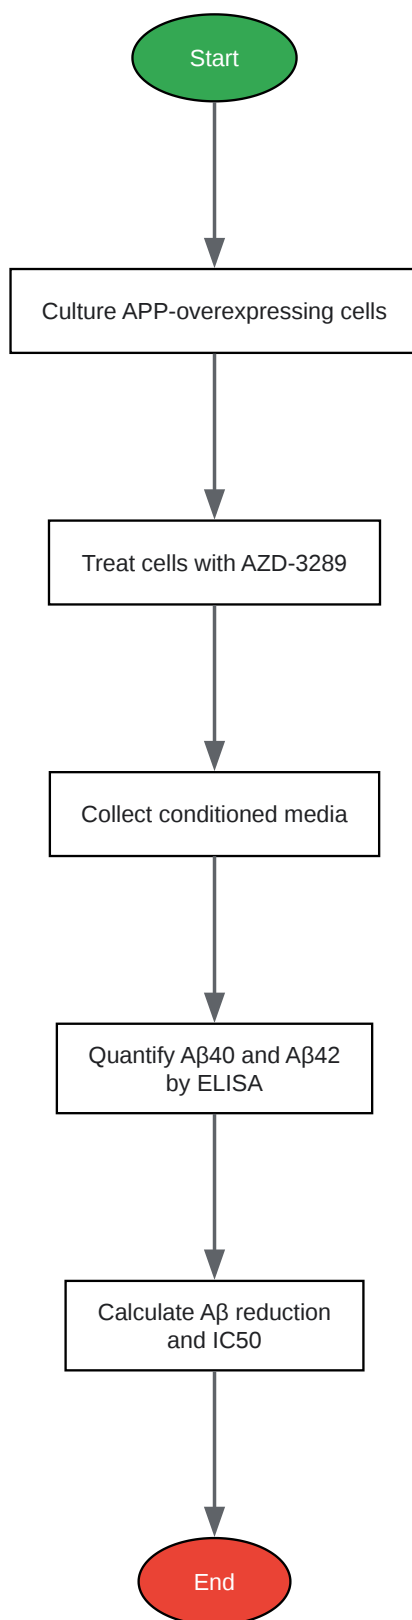 Start
Culture APP-overexpressing cells
Treat cells with AZD-3289
Collect conditioned media
Quantify Aβ40 and Aβ42
by ELISA
Calculate Aβ reduction
and IC50
End